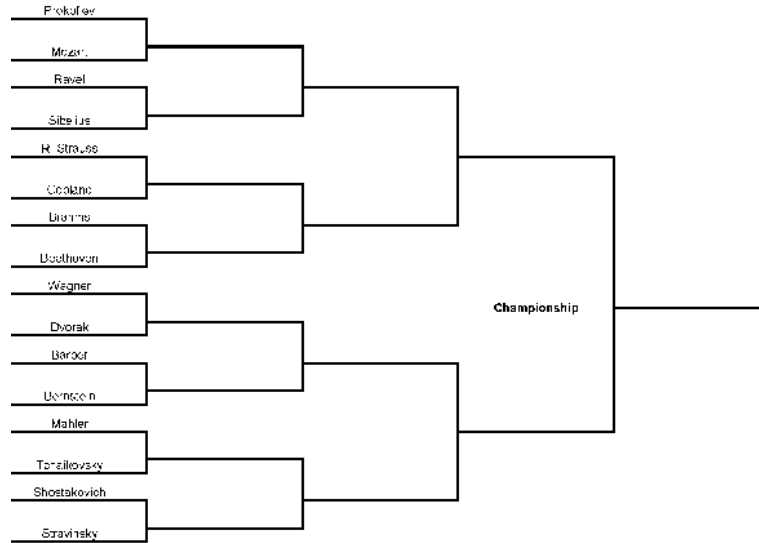 Prokofiev
Mozart
Ravel
Sibelius
R. Strauss
Copland
Brahms
Beethoven
Wagner
Championship
Dvorak
Barber
Bernstein
Mahler
Tchaikovsky
Shostakovich
Stravinsky